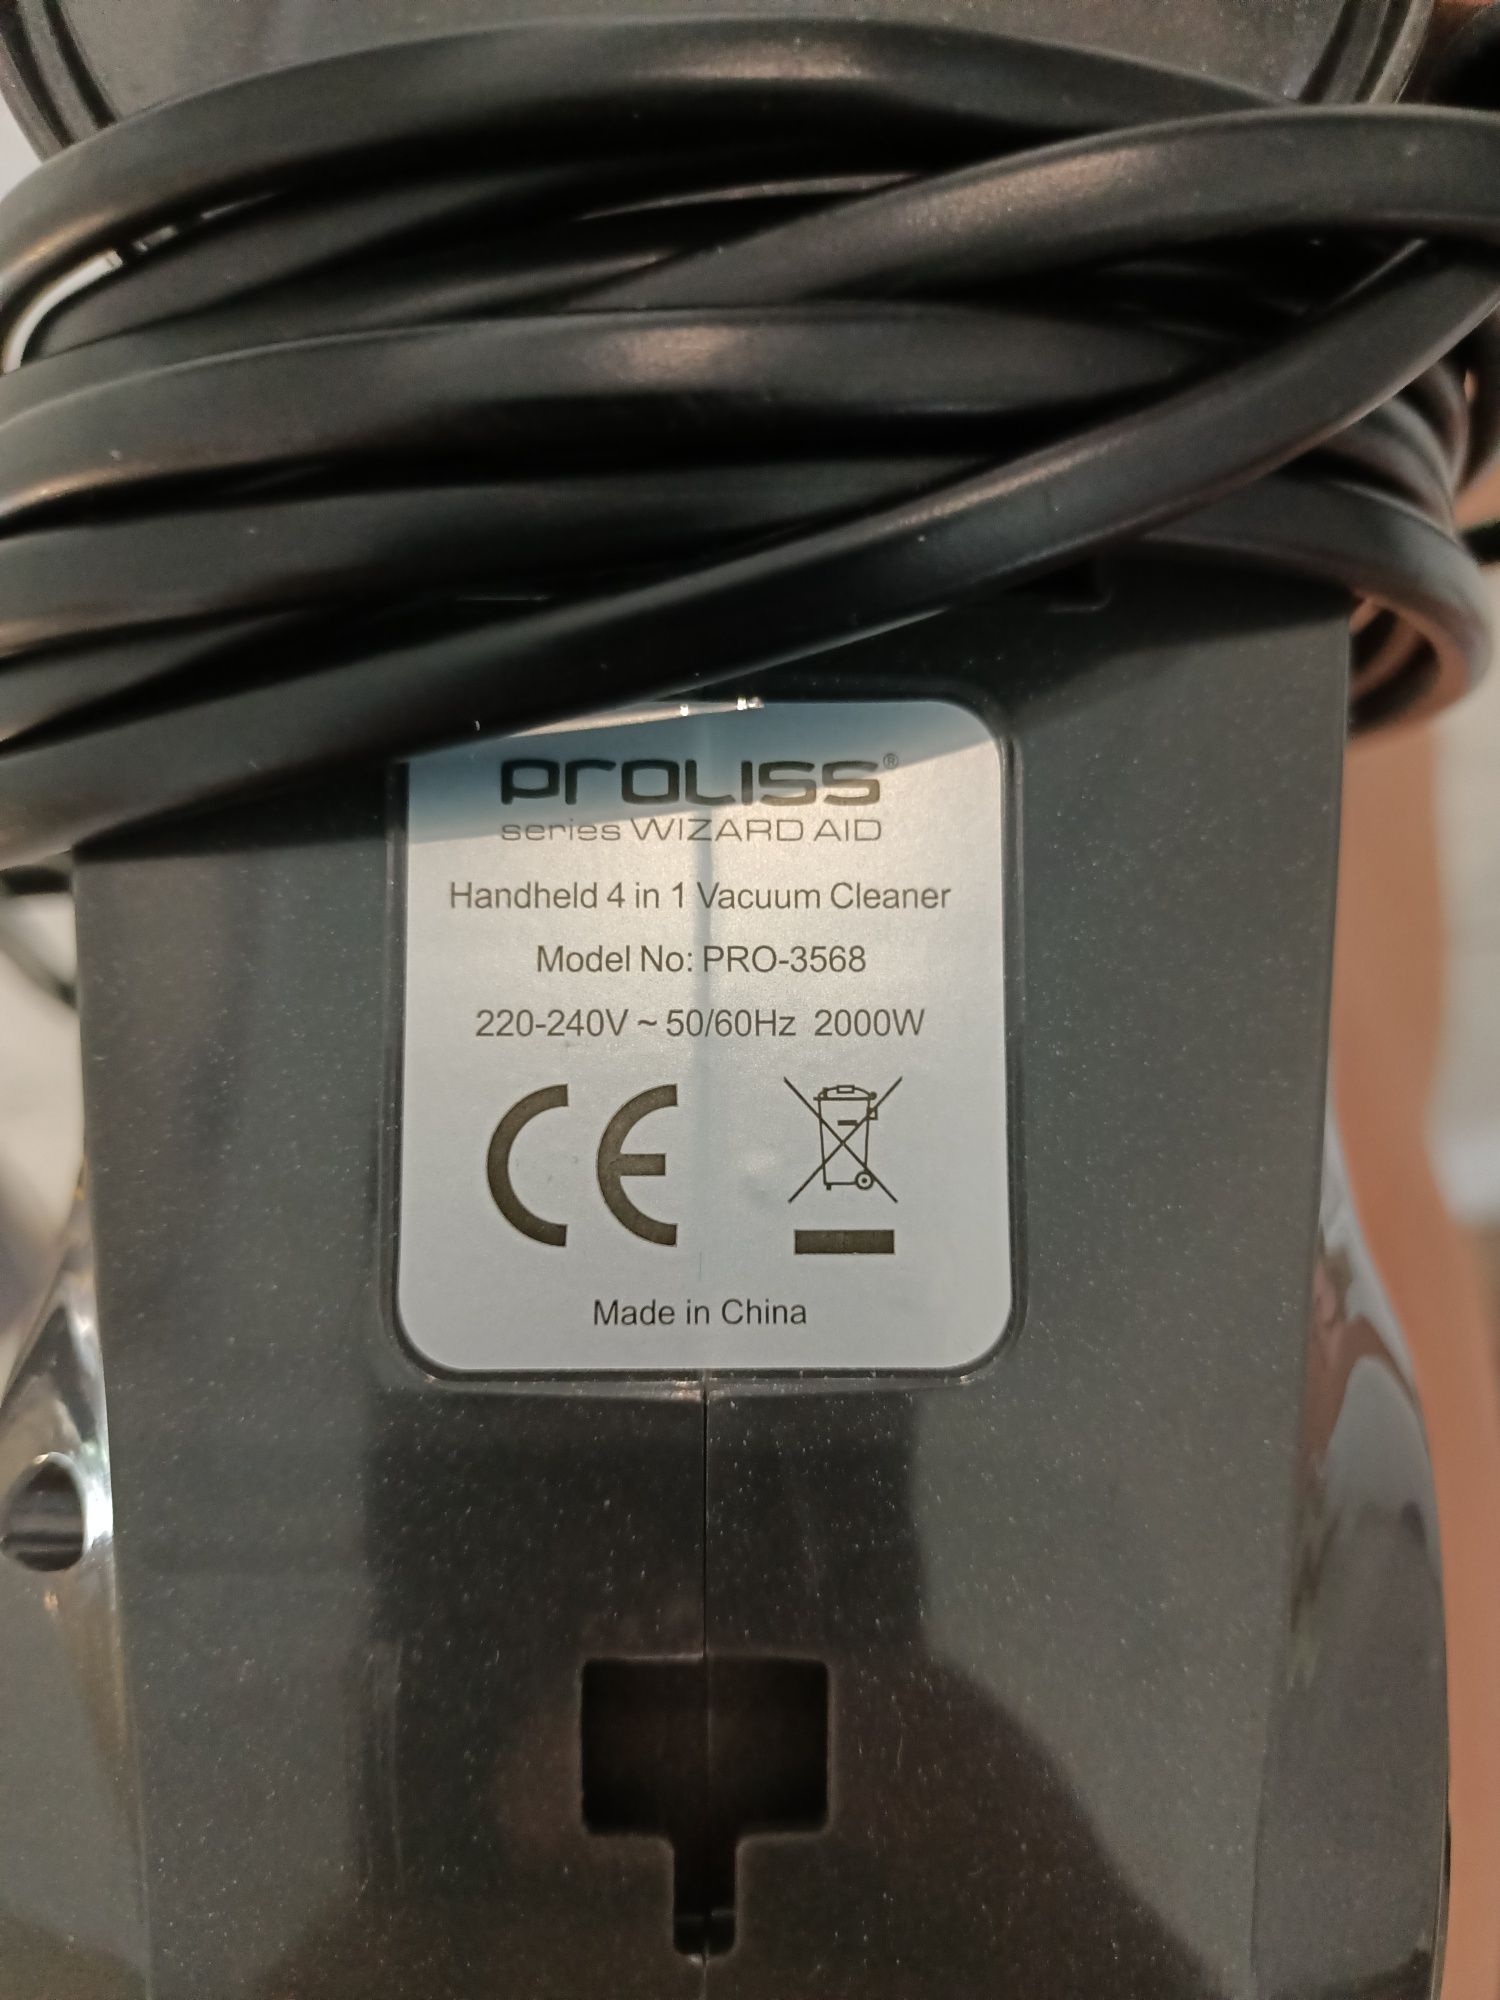 PROLISS®
series WIZARD AID
Handheld 4 in 1 Vacuum Cleaner
Model No: PRO-3568
220-240V ~ 50/60Hz 2000W
CE
Made in China